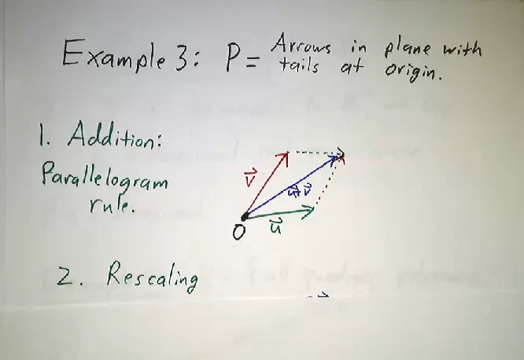 Example 3: P = Arrows in plane with
tails at origin.
1. Addition:
Parallelogram
rule.
v
u+v
u
O
2. Rescaling